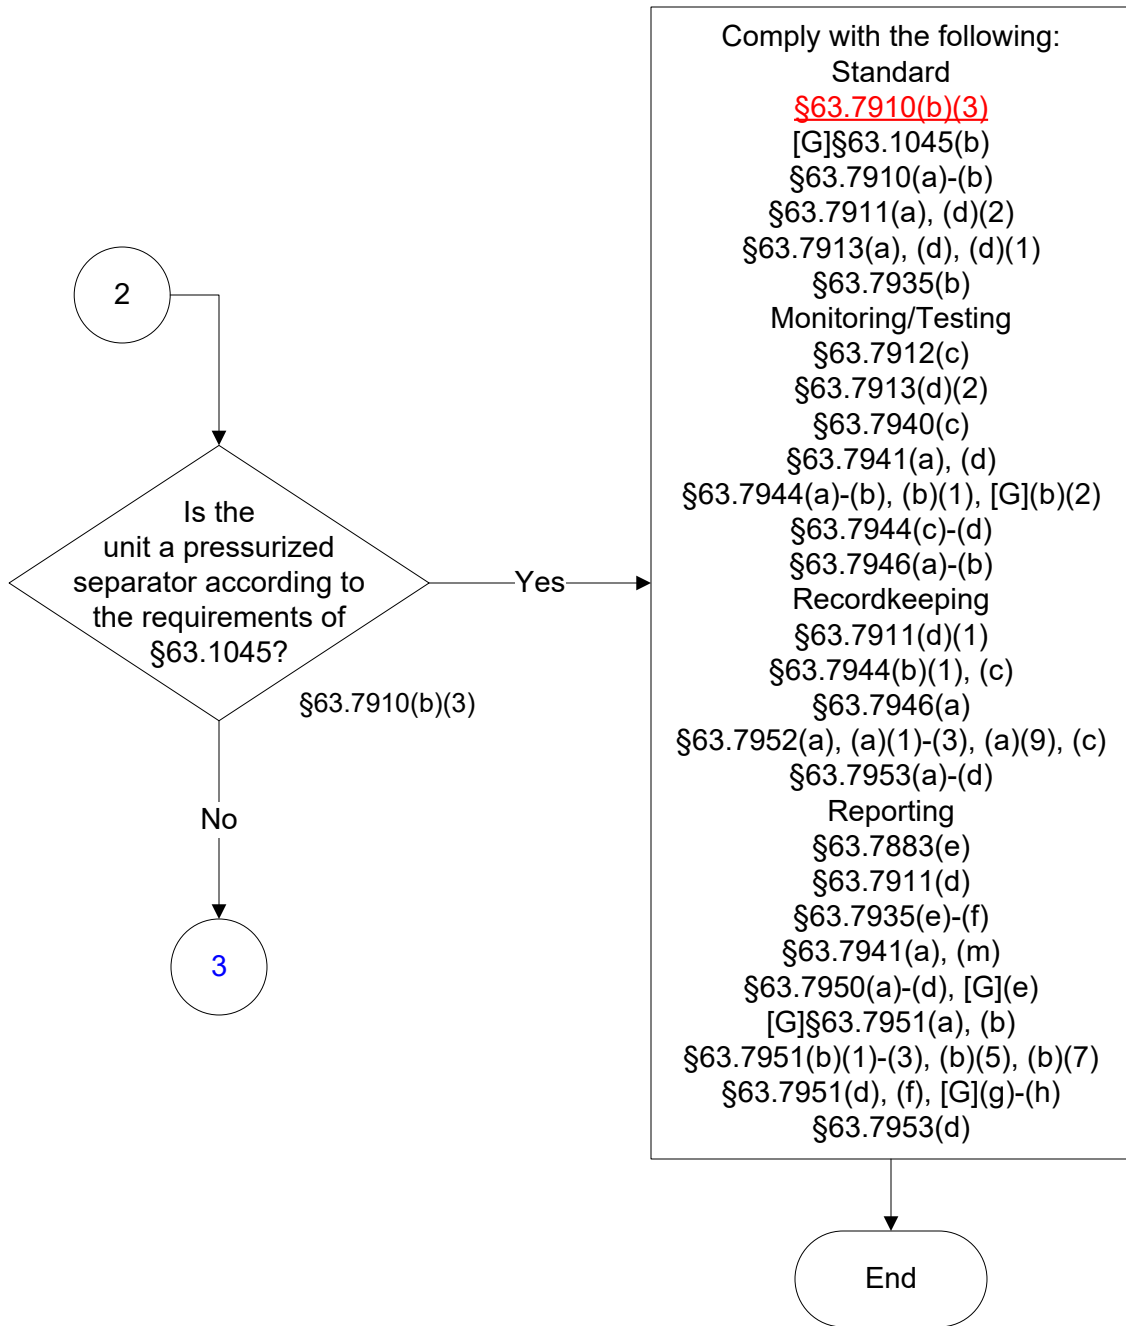 2
Is the
unit a pressurized
separator according to
the requirements of
§63.1045?
§63.7910(b)(3)
Yes
No
3
Comply with the following:
Standard
§63.7910(b)(3)
[G]§63.1045(b)
§63.7910(a)-(b)
§63.7911(a), (d)(2)
§63.7913(a), (d), (d)(1)
§63.7935(b)
Monitoring/Testing
§63.7912(c)
§63.7913(d)(2)
§63.7940(c)
§63.7941(a), (d)
§63.7944(a)-(b), (b)(1), [G](b)(2)
§63.7944(c)-(d)
§63.7946(a)-(b)
Recordkeeping
§63.7911(d)(1)
§63.7944(b)(1), (c)
§63.7946(a)
§63.7952(a), (a)(1)-(3), (a)(9), (c)
§63.7953(a)-(d)
Reporting
§63.7883(e)
§63.7911(d)
§63.7935(e)-(f)
§63.7941(a), (m)
§63.7950(a)-(d), [G](e)
[G]§63.7951(a), (b)
§63.7951(b)(1)-(3), (b)(5), (b)(7)
§63.7951(d), (f), [G](g)-(h)
§63.7953(d)
End